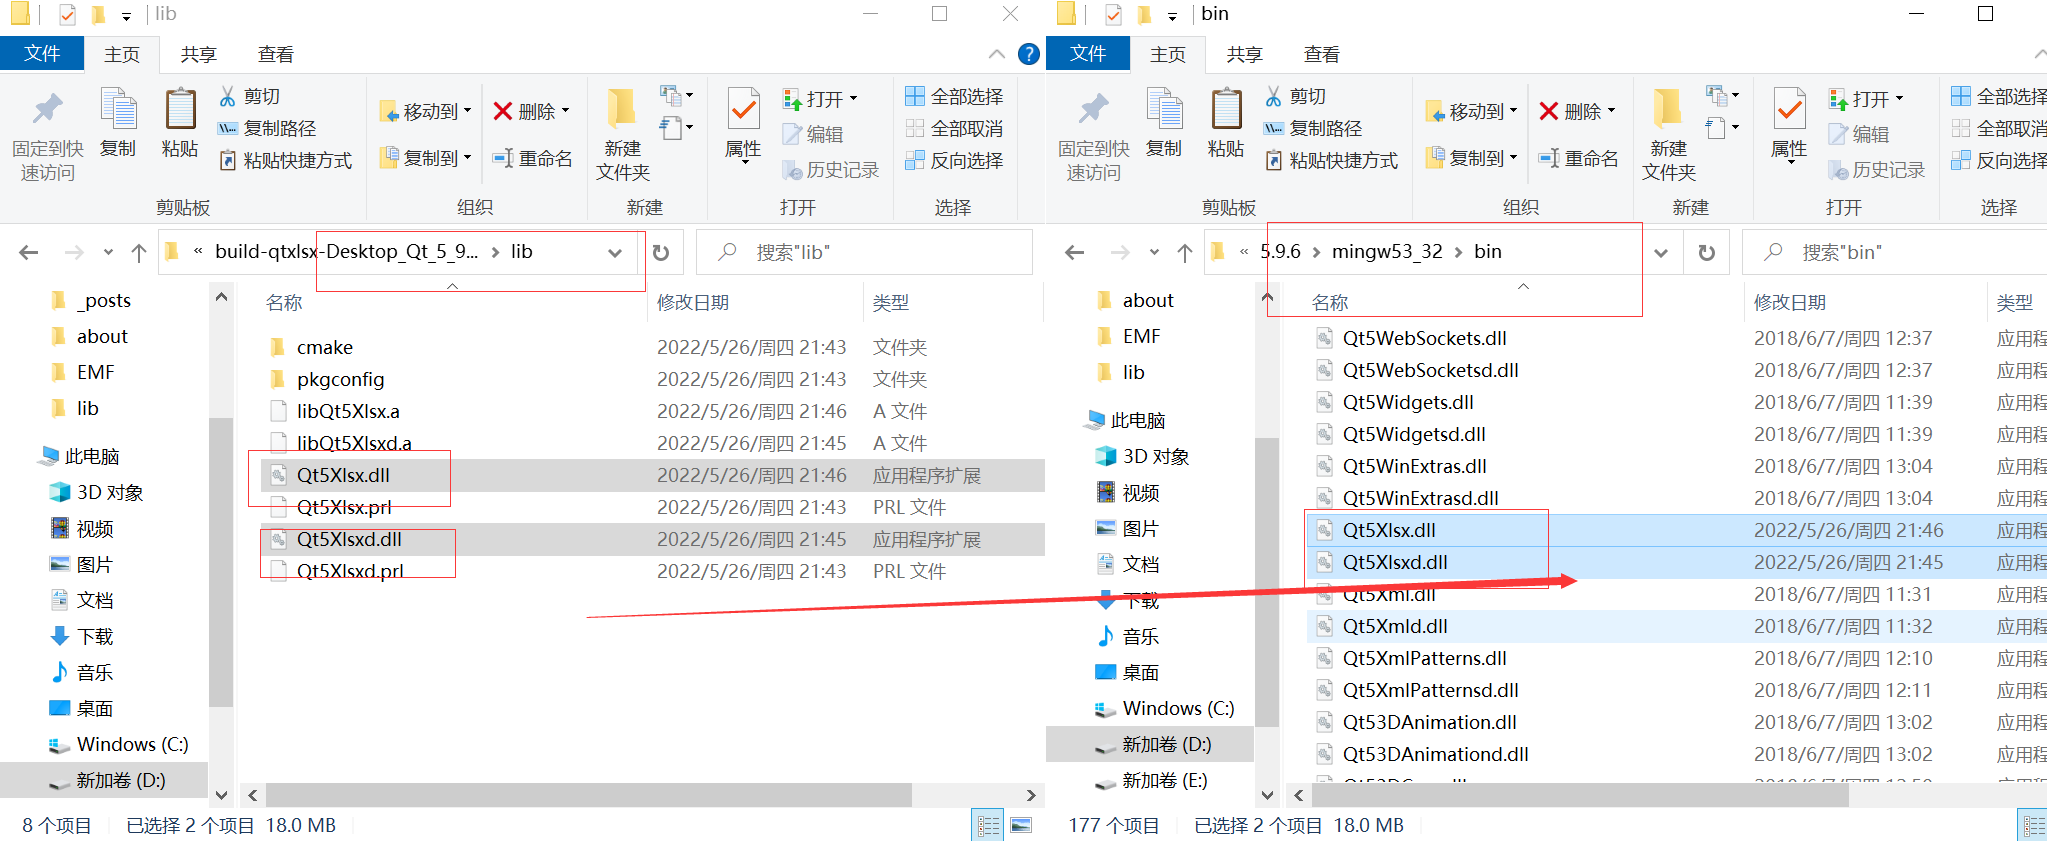 lib
文件
主页
共享
查看
固定到快
速访问
复制
粘贴
剪切
复制路径
粘贴快捷方式
剪贴板
移动到
复制到
删除
重命名
组织
新建
文件夹
新建
属性
打开
编辑
历史记录
打开
全部选择
全部取消
反向选择
选择
« build-qtxlsx-Desktop_Qt_5_9... › lib
搜索"lib"
_posts
about
EMF
lib
此电脑
3D 对象
视频
图片
文档
下载
音乐
桌面
Windows (C:)
新加卷 (D:)
名称 修改日期 类型
cmake 2022/5/26/周四 21:43 文件夹
pkgconfig 2022/5/26/周四 21:43 文件夹
libQt5Xlsx.a 2022/5/26/周四 21:46 A 文件
libQt5Xlsxd.a 2022/5/26/周四 21:45 A 文件
Qt5Xlsx.dll 2022/5/26/周四 21:46 应用程序扩展
Qt5Xlsx.prl 2022/5/26/周四 21:43 PRL 文件
Qt5Xlsxd.dll 2022/5/26/周四 21:45 应用程序扩展
Qt5Xlsxd.prl 2022/5/26/周四 21:43 PRL 文件
8 个项目 已选择 2 个项目 18.0 MB
bin
文件
主页
共享
查看
固定到快
速访问
复制
粘贴
剪切
复制路径
粘贴快捷方式
剪贴板
移动到
复制到
删除
重命名
组织
新建
文件夹
新建
属性
打开
编辑
历史记录
打开
全部选择
全部取消
反向选择
选择
« 5.9.6 › mingw53_32 › bin
搜索"bin"
about
EMF
lib
此电脑
3D 对象
视频
图片
文档
下载
音乐
桌面
Windows (C:)
新加卷 (D:)
新加卷 (E:)
名称 修改日期 类型
Qt5WebSockets.dll 2018/6/7/周四 12:37 应用程
Qt5WebSocketsd.dll 2018/6/7/周四 12:37 应用程
Qt5Widgets.dll 2018/6/7/周四 11:39 应用程
Qt5Widgetsd.dll 2018/6/7/周四 11:39 应用程
Qt5WinExtras.dll 2018/6/7/周四 13:04 应用程
Qt5WinExtrasd.dll 2018/6/7/周四 13:04 应用程
Qt5Xlsx.dll 2022/5/26/周四 21:46 应用程
Qt5Xlsxd.dll 2022/5/26/周四 21:45 应用程
Qt5Xml.dll 2018/6/7/周四 11:31 应用程
Qt5Xmld.dll 2018/6/7/周四 11:32 应用程
Qt5XmlPatterns.dll 2018/6/7/周四 12:10 应用程
Qt5XmlPatternsd.dll 2018/6/7/周四 12:11 应用程
Qt53DAnimation.dll 2018/6/7/周四 13:02 应用程
Qt53DAnimationd.dll 2018/6/7/周四 13:02 应用程
177 个项目 已选择 2 个项目 18.0 MB